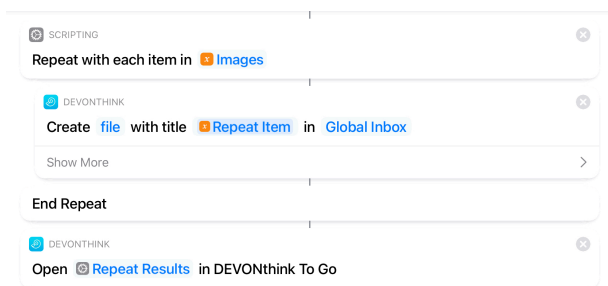 SCRIPTING
Repeat with each item in Images
DEVONTHINK
Create file with title Repeat Item in Global Inbox
Show More
End Repeat
DEVONTHINK
Open Repeat Results in DEVONthink To Go